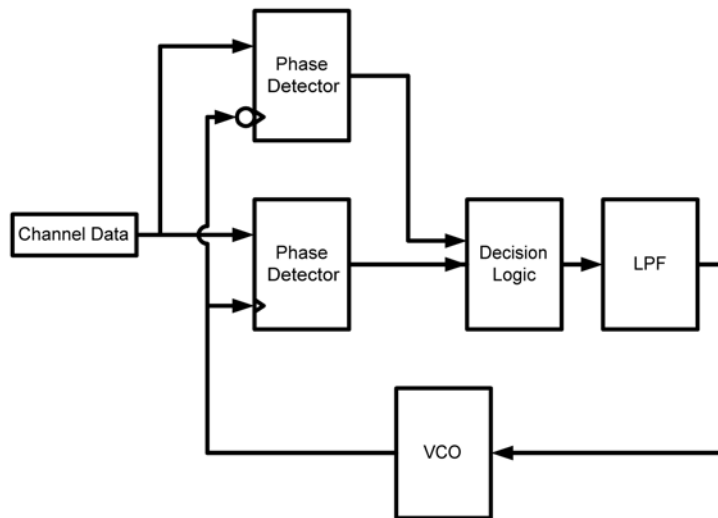 Phase
Detector
Channel Data
Phase
Detector
Decision
Logic
LPF
VCO